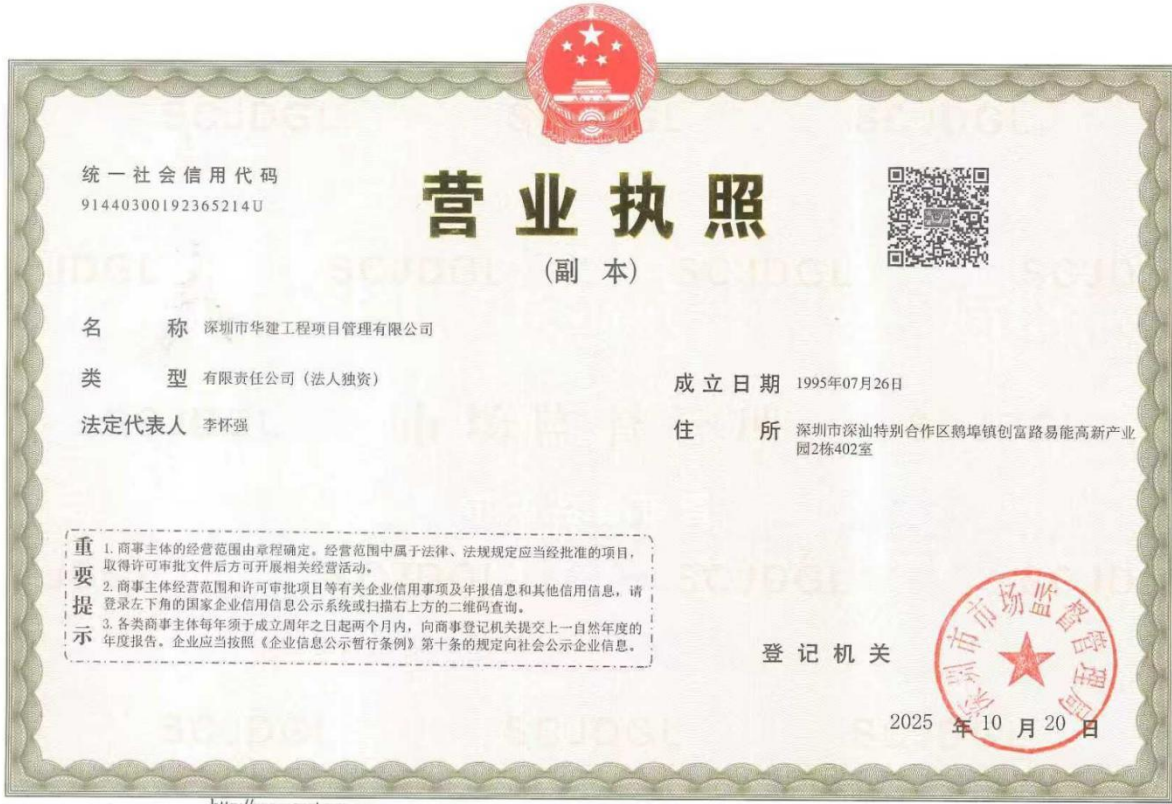 统一社会信用代码
91440300192365214U
营业执照
(副 本)
名 称 深圳市华建工程项目管理有限公司
类 型 有限责任公司（法人独资）
法定代表人 李怀强
成立日期 1995年07月26日
住 所 深圳市深汕特别合作区鹅埠镇创富路易能高新产业
园2栋402室
重要提示
1. 商事主体的经营范围由章程确定。经营范围中属于法律、法规规定应当经批准的项目，
取得许可审批文件后方可开展相关经营活动。
2. 商事主体经营范围和许可审批项目等有关企业信用事项及年报信息和其他信用信息，请
登录左下角的国家企业信用信息公示系统或扫描右上方的二维码查询。
3. 各类商事主体每年须于成立周年之日起两个月内，向商事登记机关提交上一自然年度的
年度报告。企业应当按照《企业信息公示暂行条例》第十条的规定向社会公示企业信息。
登记机关
深圳市市场监督管理局
2025 年 10 月 20 日